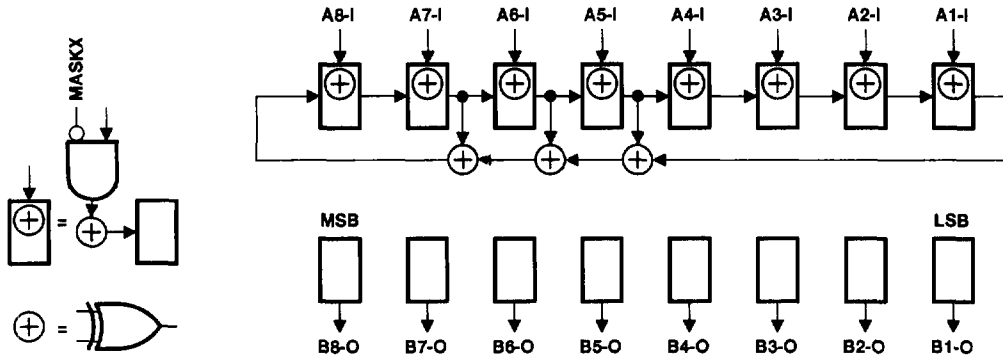 A8-I A7-I A6-I A5-I A4-I A3-I A2-I A1-I
MASKX
=
MSB LSB
=
B8-O B7-O B6-O B5-O B4-O B3-O B2-O B1-O